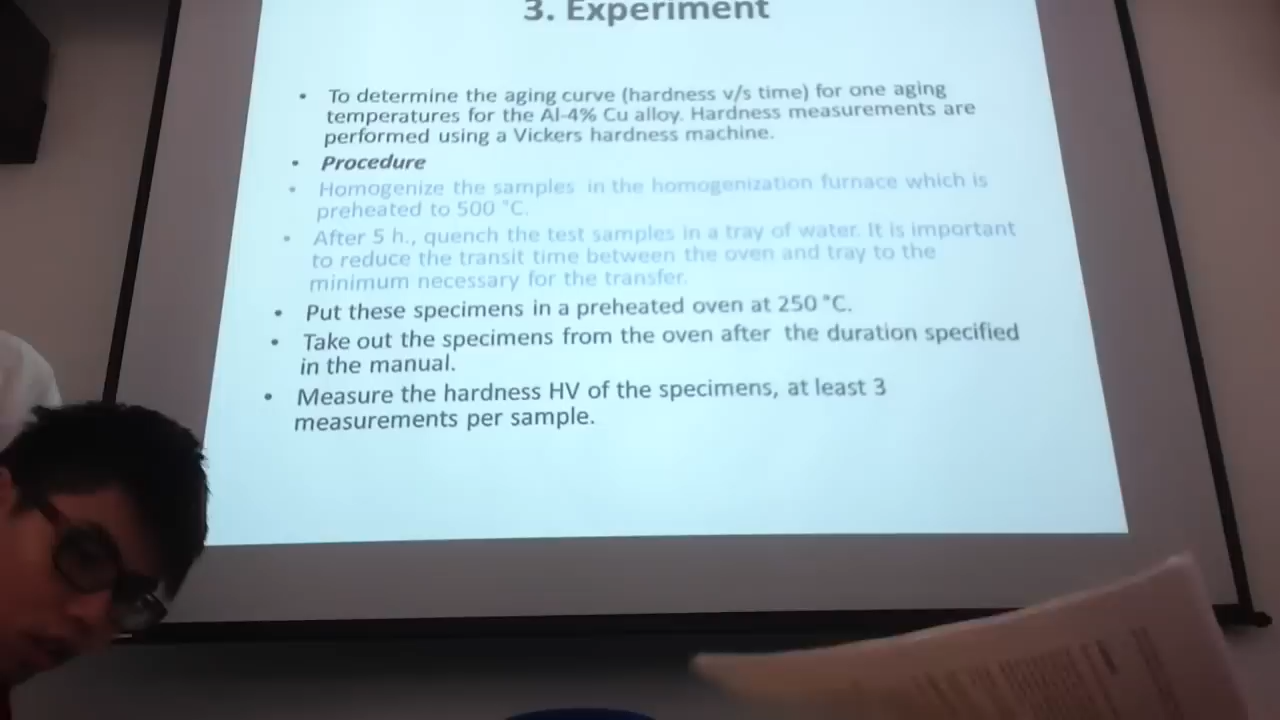 3. Experiment
• To determine the aging curve (hardness v/s time) for one aging
temperatures for the Al-4% Cu alloy. Hardness measurements are
performed using a Vickers hardness machine.
• Procedure
• Homogenize the samples in the homogenization furnace which is
preheated to 500 °C.
• After 5 h., quench the test samples in a tray of water. It is important
to reduce the transit time between the oven and tray to the
minimum necessary for the transfer.
• Put these specimens in a preheated oven at 250 °C.
• Take out the specimens from the oven after the duration specified
in the manual.
• Measure the hardness HV of the specimens, at least 3
measurements per sample.